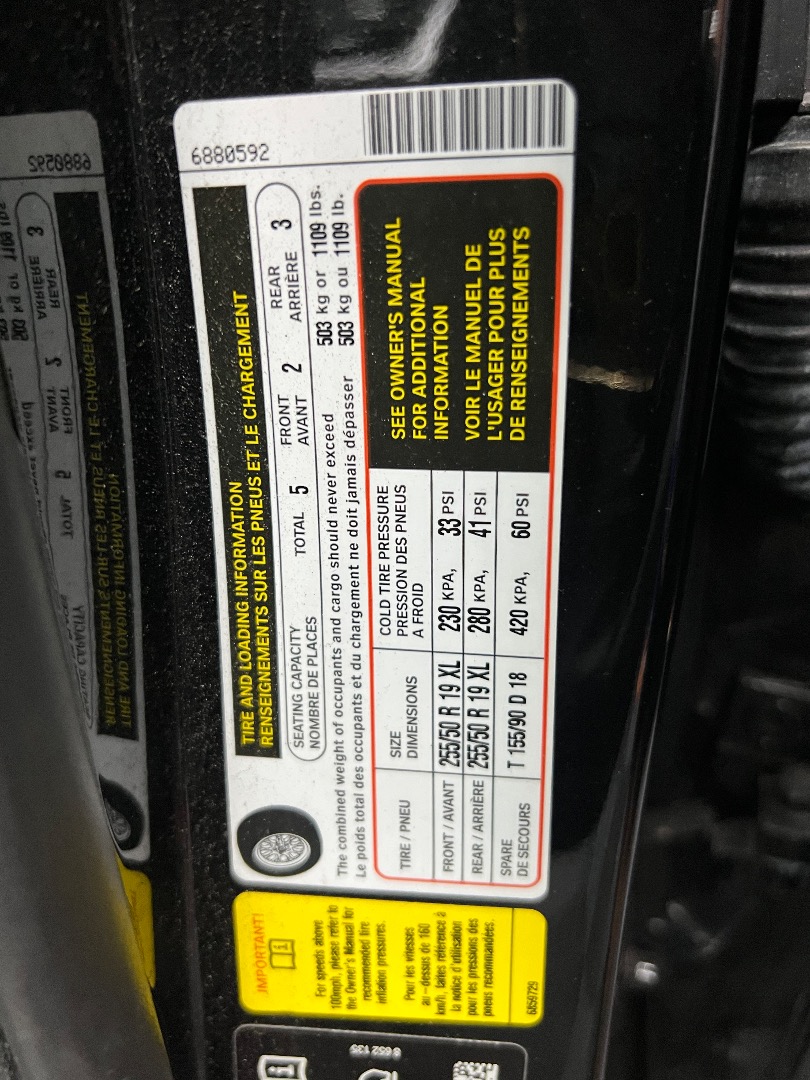 6880592
TIRE AND LOADING INFORMATION
RENSEIGNEMENTS SUR LES PNEUS ET LE CHARGEMENT
SEATING CAPACITY TOTAL 5 FRONT 2 REAR 3
NOMBRE DE PLACES AVANT ARRIÈRE
The combined weight of occupants and cargo should never exceed 503 kg or 1109 lbs.
Le poids total des occupants et du chargement ne doit jamais dépasser 503 kg ou 1109 lb.
TIRE / PNEU
SIZE
DIMENSIONS
COLD TIRE PRESSURE
PRESSION DES PNEUS
A FROID
FRONT / AVANT 255/50 R 19 XL 230 KPA, 33 PSI
REAR / ARRIÈRE 255/50 R 19 XL 280 KPA, 41 PSI
SPARE
DE SECOURS T 155/90 D 18 420 KPA, 60 PSI
SEE OWNER'S MANUAL
FOR ADDITIONAL
INFORMATION
VOIR LE MANUEL DE
L'USAGER POUR PLUS
DE RENSEIGNEMENTS
IMPORTANT!
For speeds above
100mph, please refer to
the Owner's Manual for
recommended tire
inflation pressures.
Pour les vitesses
au-dessus de 160
km/h, faites référence à
la notice d'utilisation
pour les pressions des
pneus recommandées.
6859729